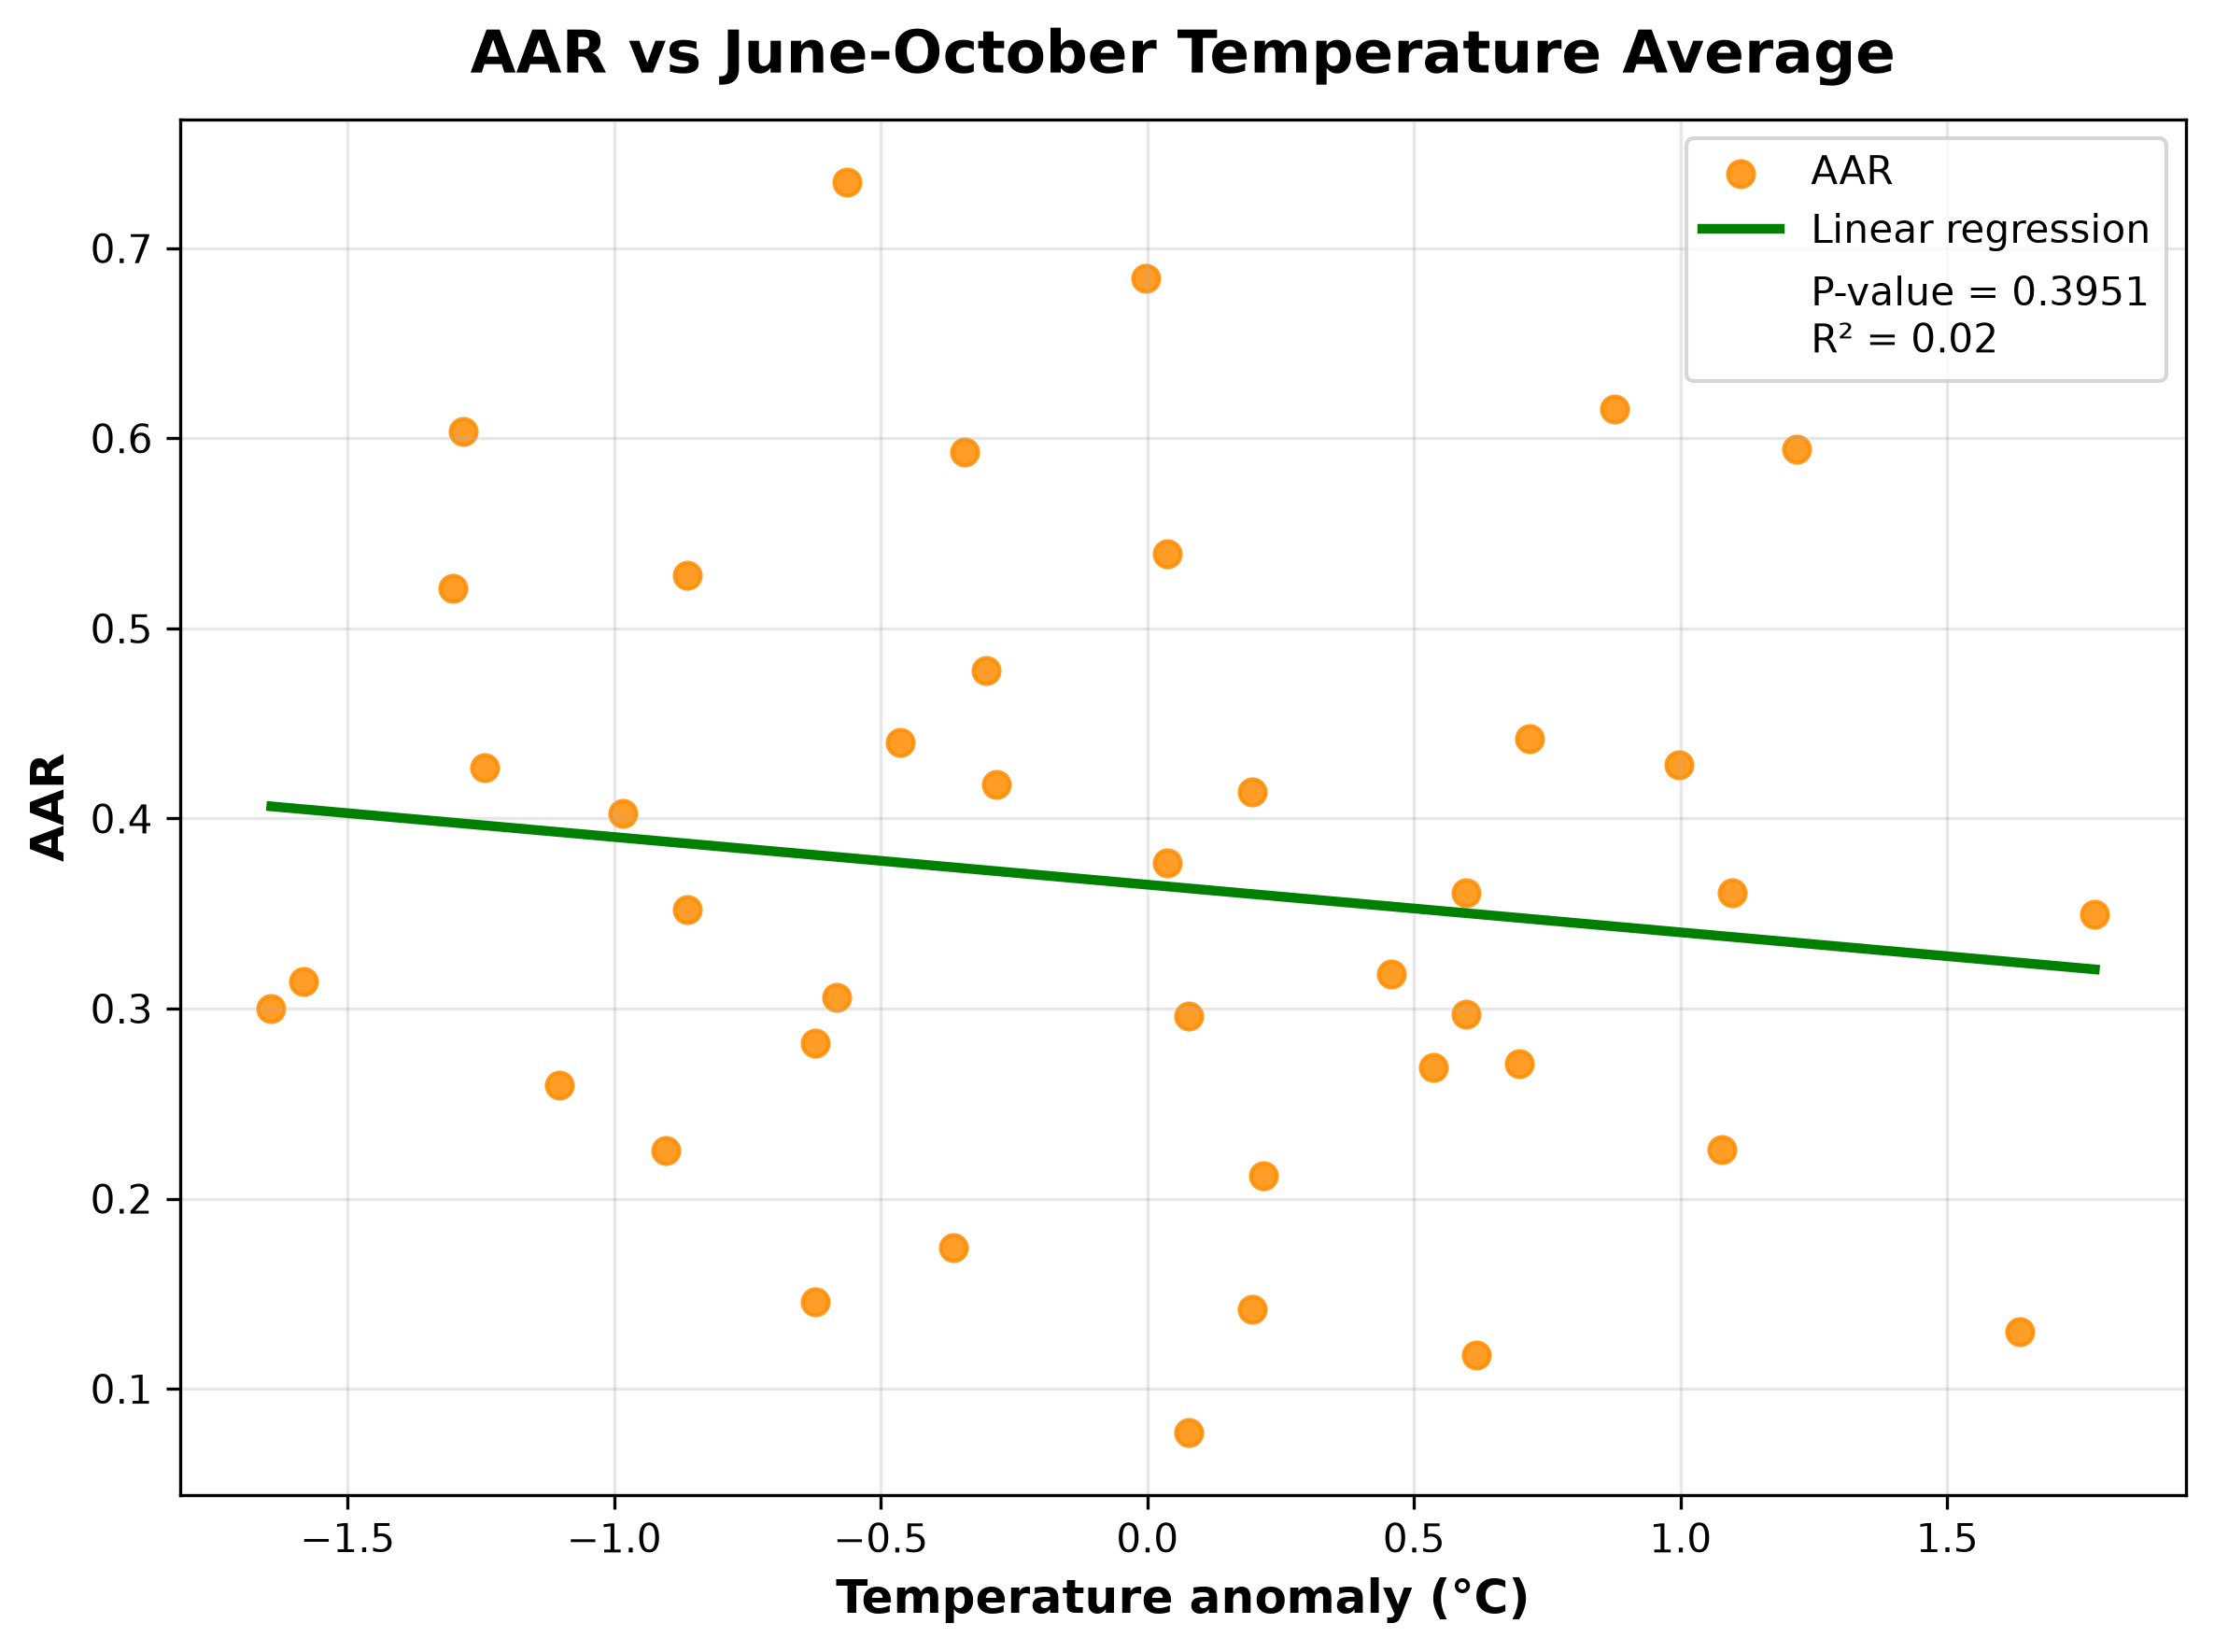 AAR vs June-October Temperature Average
AAR
Linear regression
P-value = 0.3951
R² = 0.02
0.7
0.6
0.5
0.4
0.3
0.2
0.1
AAR
−1.5 −1.0 −0.5 0.0 0.5 1.0 1.5
Temperature anomaly (°C)